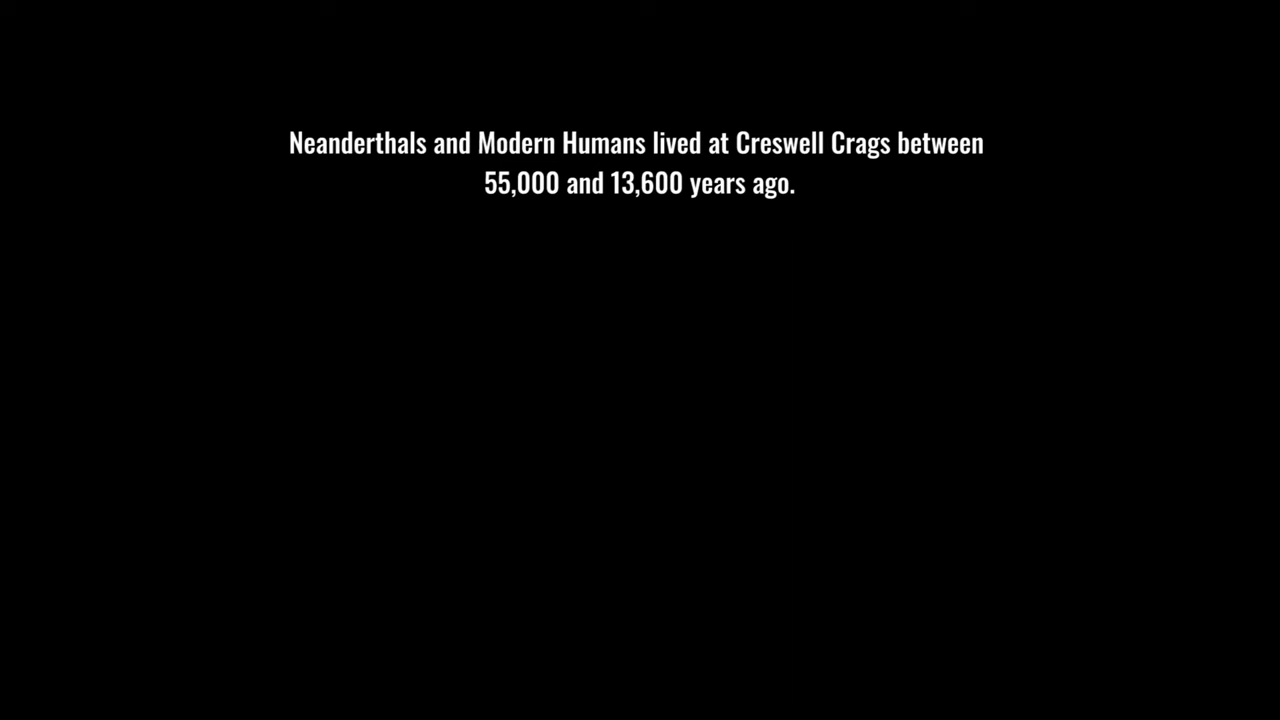 Neanderthals and Modern Humans lived at Creswell Crags between
55,000 and 13,600 years ago.